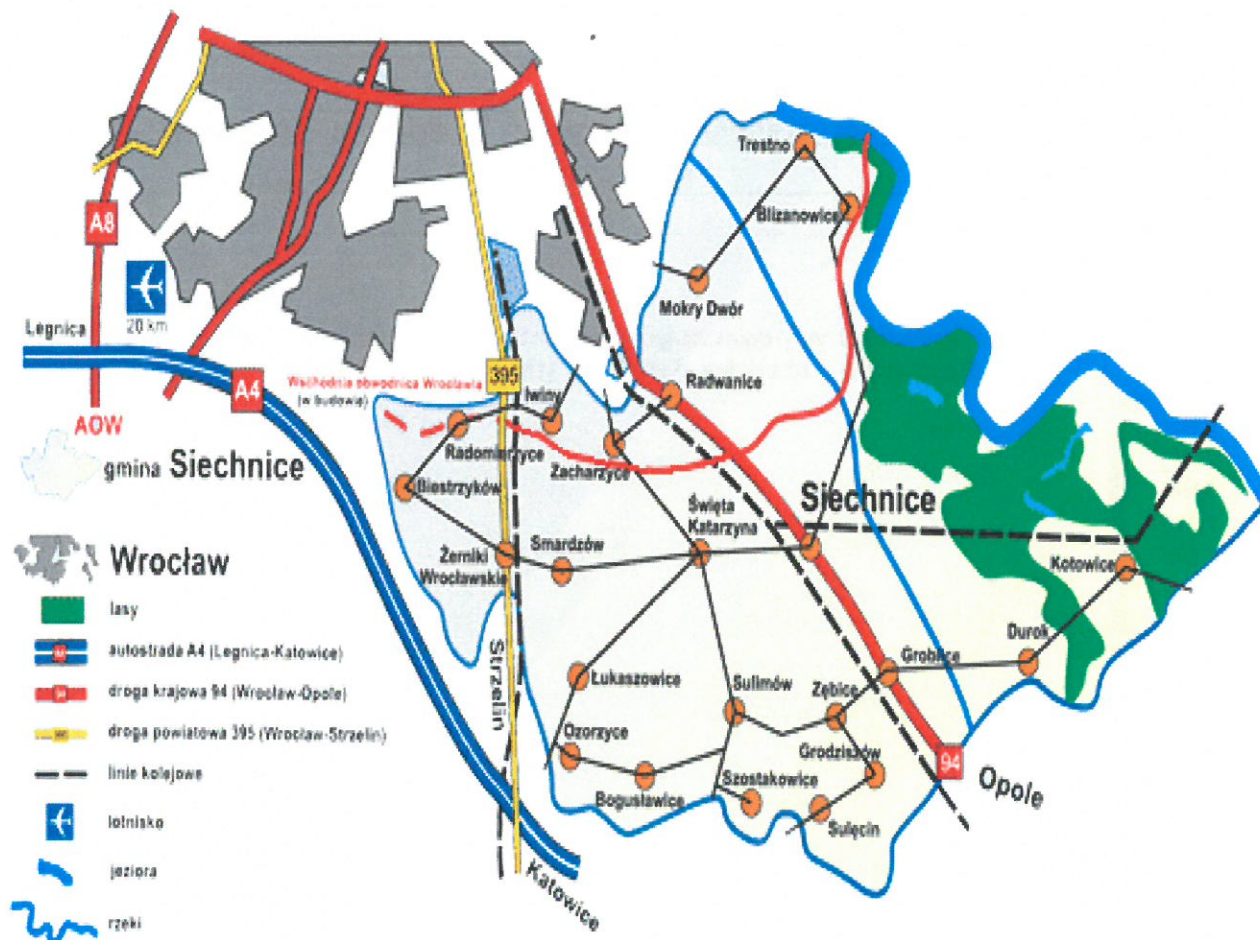 Trestno
Blizanowice
A8
Mokry Dwór
20 km
Legnica
395
Wschodnia obwodnica Wrocławia
(w budowie)
A4
Radwanice
Iwiny
AOW
Radomierzyce
Zacharzyce
gmina Siechnice
Biestrzyków
Siechnice
Święta
Katarzyna
Smardzów
Żerniki
Wrocławskie
Kotowice
Wrocław
lasy
Durok
autostrada A4 (Legnica-Katowice)
Groblice
Strzelin
Łukaszowice
Sulimów
Zębice
droga krajowa 94 (Wrocław-Opole)
Ozorzyce
droga powiatowa 395 (Wrocław-Strzelin)
Grodziszów
94
Opole
linie kolejowe
Szostakowice
Bogusławice
lotnisko
Sulęcin
jeziora
Katowice
rzeki